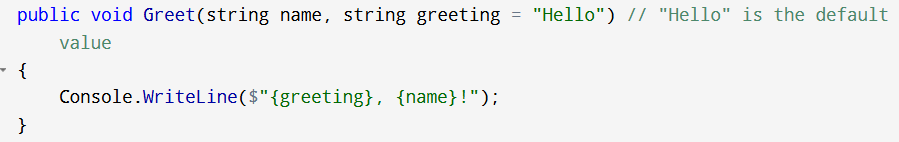 public void Greet(string name, string greeting = "Hello") // "Hello" is the default
value
{
Console.WriteLine($"{greeting}, {name}!");
}